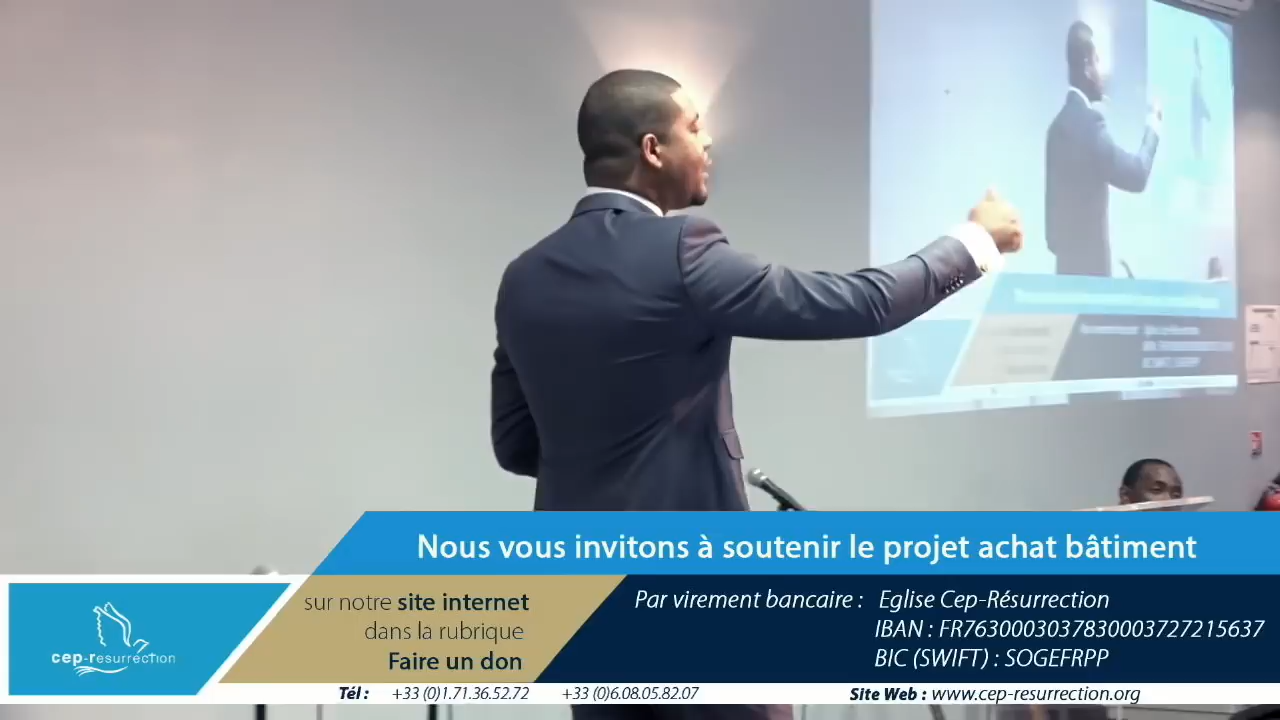 Nous vous invitons à soutenir le projet achat bâtiment
sur notre site internet
dans la rubrique
Faire un don
Par virement bancaire : Eglise Cep-Résurrection
IBAN : FR7630003037830003727215637
BIC (SWIFT) : SOGEFRPP
cep-resurrection
Tél : +33 (0)1.71.36.52.72 +33 (0)6.08.05.82.07
Site Web : www.cep-resurrection.org